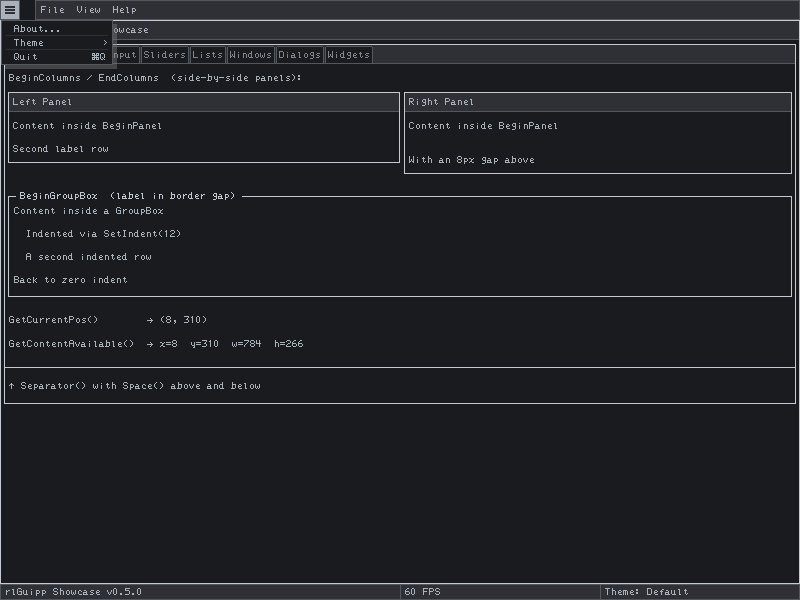 File View Help
About...
Theme >
Quit ⌘Q
owcase
nput Sliders Lists Windows Dialogs Widgets
BeginColumns / EndColumns (side-by-side panels):
Left Panel
Content inside BeginPanel
Second label row
Right Panel
Content inside BeginPanel
With an 8px gap above
BeginGroupBox (label in border gap)
Content inside a GroupBox
Indented via SetIndent(12)
A second indented row
Back to zero indent
GetCurrentPos() → (8, 310)
GetContentAvailable() → x=8 y=310 w=784 h=266
↑ Separator() with Space() above and below
rlGuipp Showcase v0.5.0
60 FPS
Theme: Default